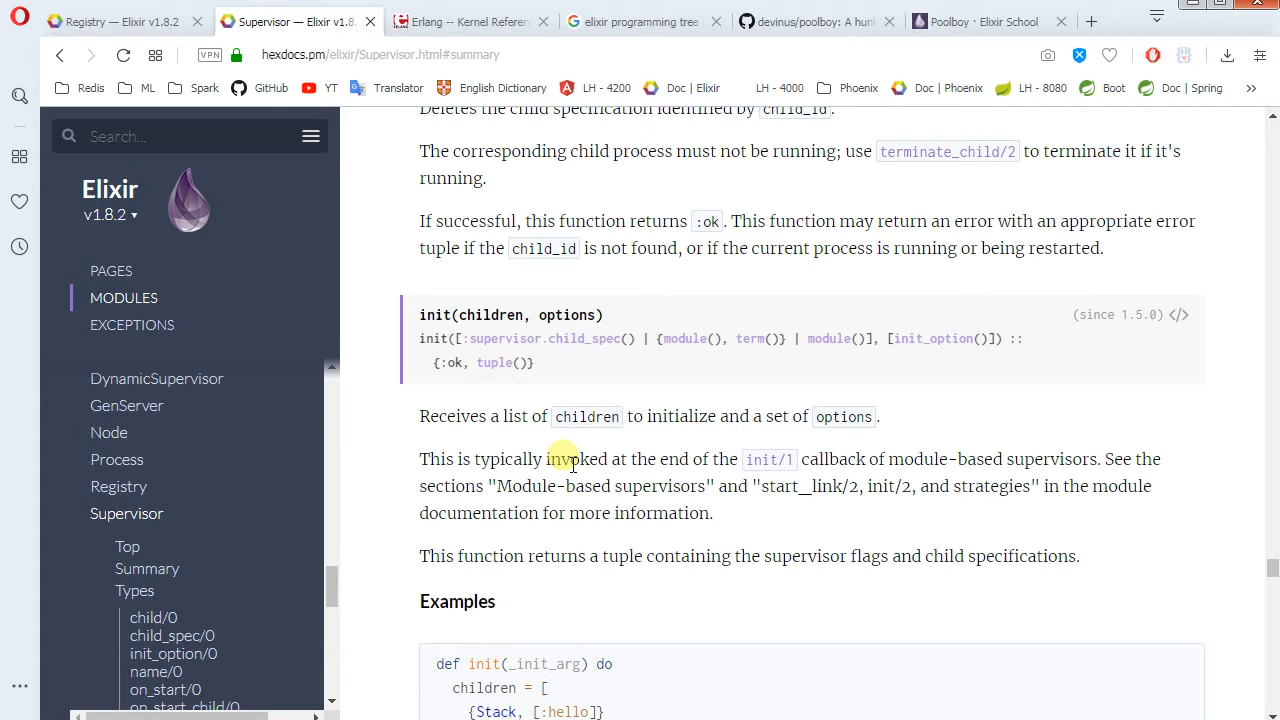 Registry — Elixir v1.8.2
Supervisor — Elixir v1.8.
Erlang -- Kernel Referen
elixir programming tree
devinus/poolboy: A hunk
Poolboy · Elixir School
VPN
hexdocs.pm/elixir/Supervisor.html#summary
Redis
ML
Spark
GitHub
YT
Translator
English Dictionary
LH - 4200
Doc | Elixir
LH - 4000
Phoenix
Doc | Phoenix
LH - 8080
Boot
Doc | Spring
Search...
Elixir
v1.8.2
PAGES
MODULES
EXCEPTIONS
DynamicSupervisor
GenServer
Node
Process
Registry
Supervisor
Top
Summary
Types
child/0
child_spec/0
init_option/0
name/0
on_start/0
on_start_child/0
Deletes the child specification identified by child_id.
The corresponding child process must not be running; use terminate_child/2 to terminate it if it's
running.
If successful, this function returns :ok. This function may return an error with an appropriate error
tuple if the child_id is not found, or if the current process is running or being restarted.
init(children, options) (since 1.5.0) </>
init([:supervisor.child_spec() | {module(), term()} | module()], [init_option()]) ::
{:ok, tuple()}
Receives a list of children to initialize and a set of options.
This is typically invoked at the end of the init/1 callback of module-based supervisors. See the
sections "Module-based supervisors" and "start_link/2, init/2, and strategies" in the module
documentation for more information.
This function returns a tuple containing the supervisor flags and child specifications.
Examples
def init(_init_arg) do
children = [
{Stack, [:hello]}